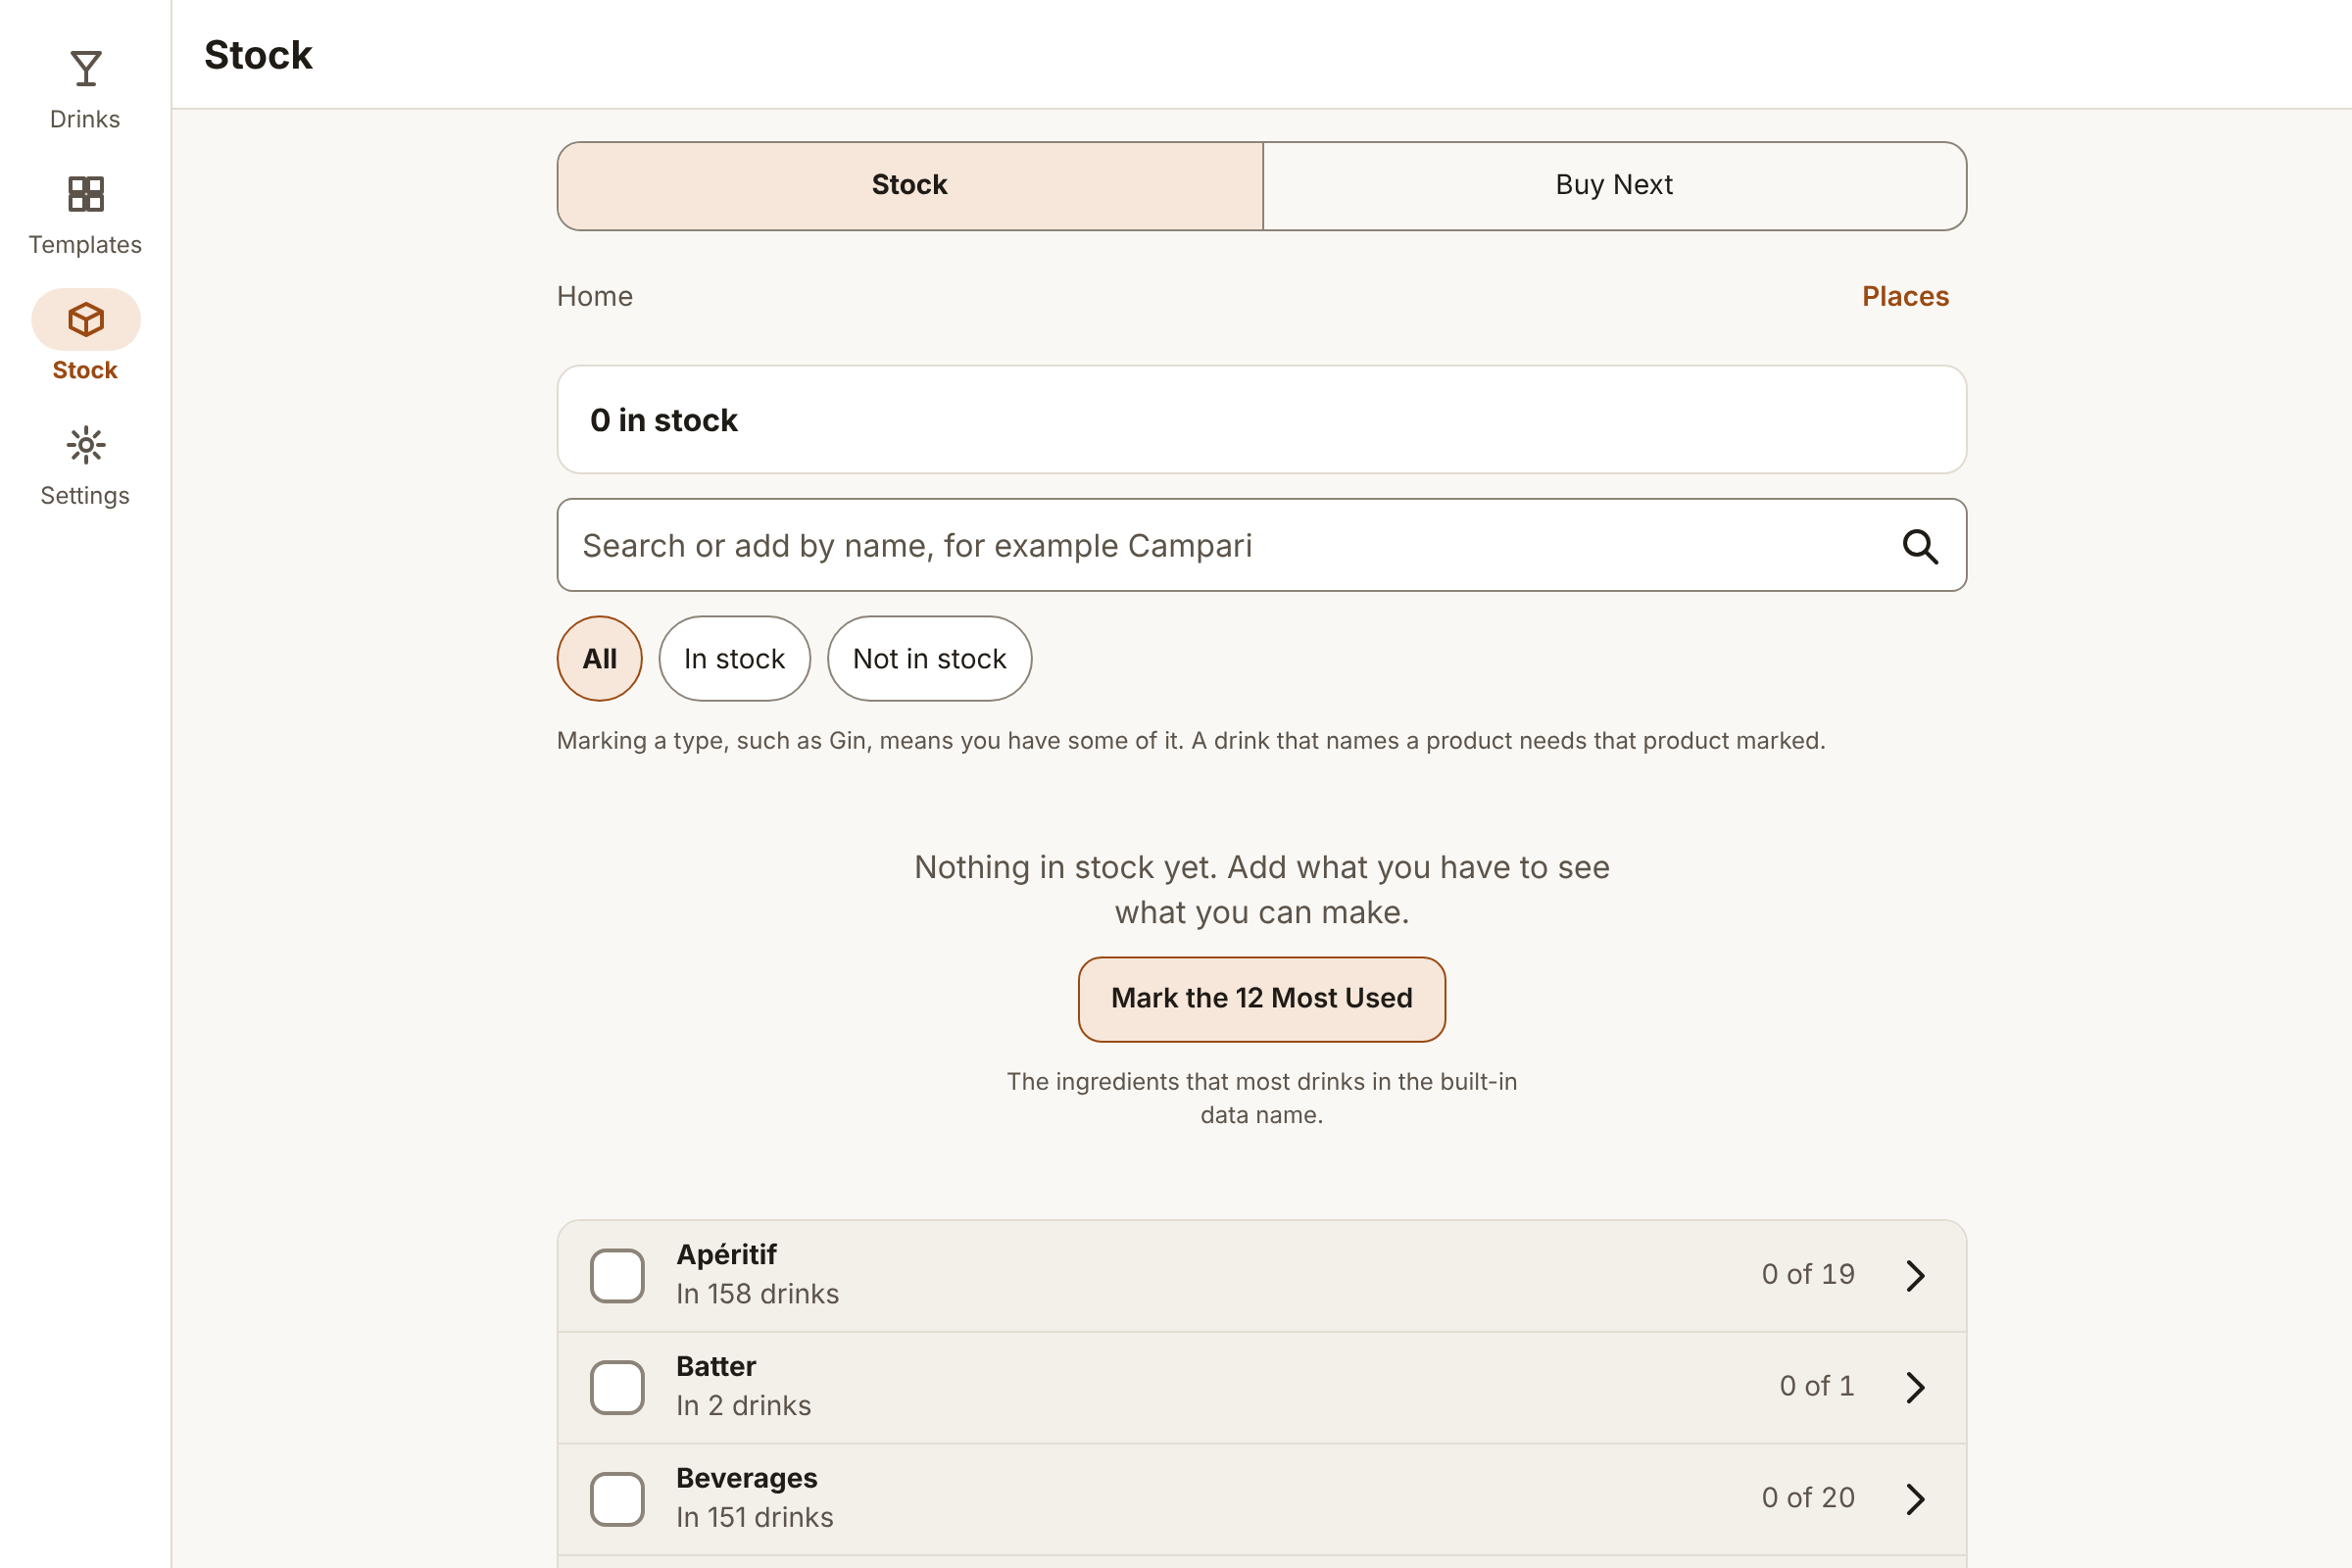 Drinks
Templates
Stock
Settings
Stock
Stock
Buy Next
Home
Places
0 in stock
Search or add by name, for example Campari
All
In stock
Not in stock
Marking a type, such as Gin, means you have some of it. A drink that names a product needs that product marked.
Nothing in stock yet. Add what you have to see
what you can make.
Mark the 12 Most Used
The ingredients that most drinks in the built-in
data name.
Apéritif
In 158 drinks
0 of 19
Batter
In 2 drinks
0 of 1
Beverages
In 151 drinks
0 of 20